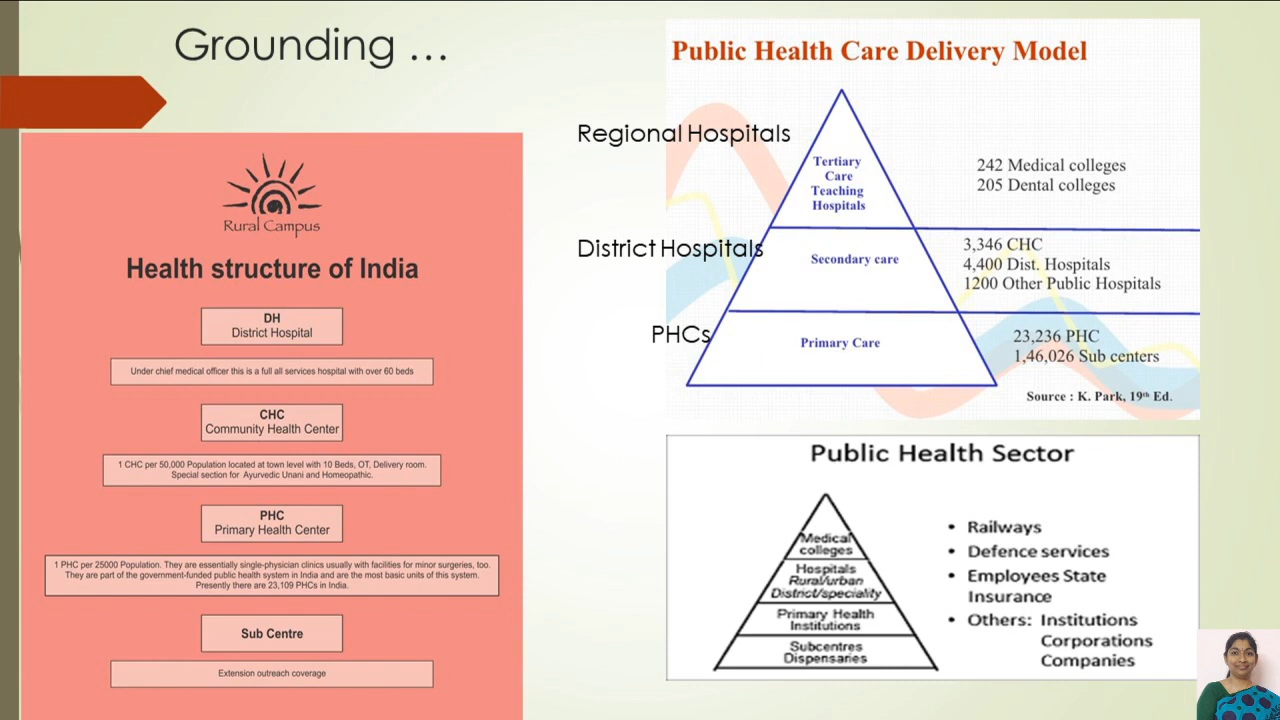 Grounding ...
Rural Campus
Health structure of India
DH
District Hospital
Under chief medical officer this is a full all services hospital with over 60 beds
CHC
Community Health Center
1 CHC per 50,000 Population located at town level with 10 Beds, OT, Delivery room.
Special section for Ayurvedic Unani and Homeopathic.
PHC
Primary Health Center
1 PHC per 25000 Population. They are essentially single-physician clinics usually with facilities for minor surgeries, too.
They are part of the government-funded public health system in India and are the most basic units of this system.
Presently there are 23,109 PHCs in India.
Sub Centre
Extension outreach coverage
Public Health Care Delivery Model
Regional Hospitals
Tertiary
Care
Teaching
Hospitals
242 Medical colleges
205 Dental colleges
District Hospitals
Secondary care
3,346 CHC
4,400 Dist. Hospitals
1200 Other Public Hospitals
PHCs
Primary Care
23,236 PHC
1,46,026 Sub centers
Source : K. Park, 19th Ed.
Public Health Sector
Medical
colleges
Hospitals
Rural/urban
District/speciality
Primary Health
Institutions
Subcentres
Dispensaries
• Railways
• Defence services
• Employees State
Insurance
• Others: Institutions
Corporations
Companies